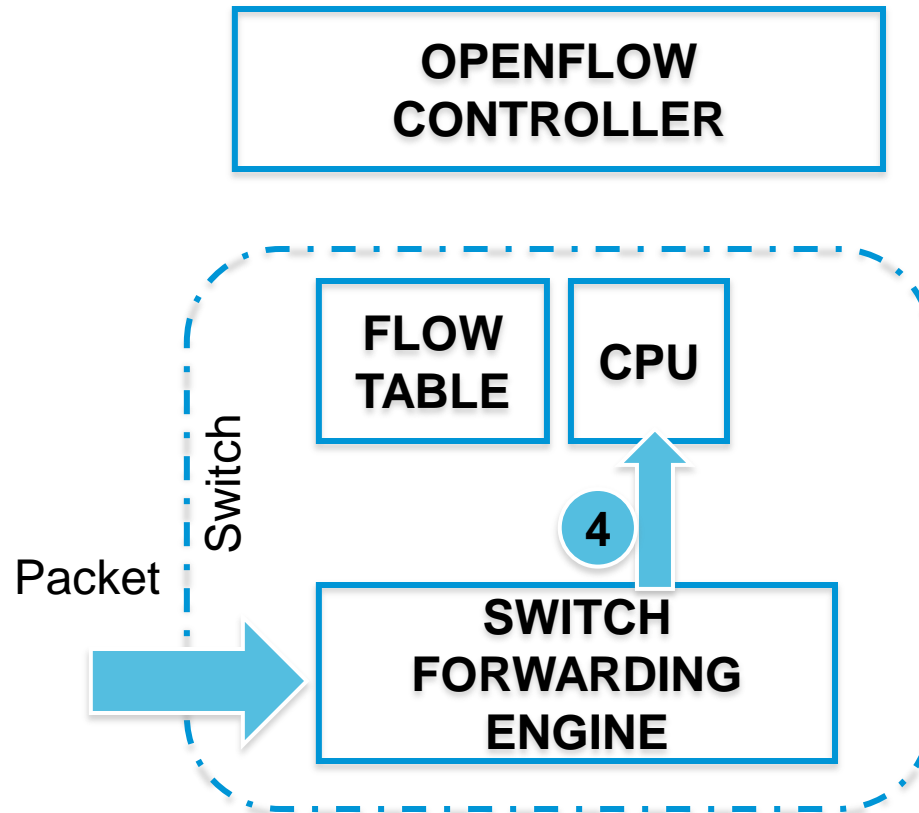 OPENFLOW
CONTROLLER
FLOW
TABLE
CPU
Switch
4
Packet
SWITCH
FORWARDING
ENGINE